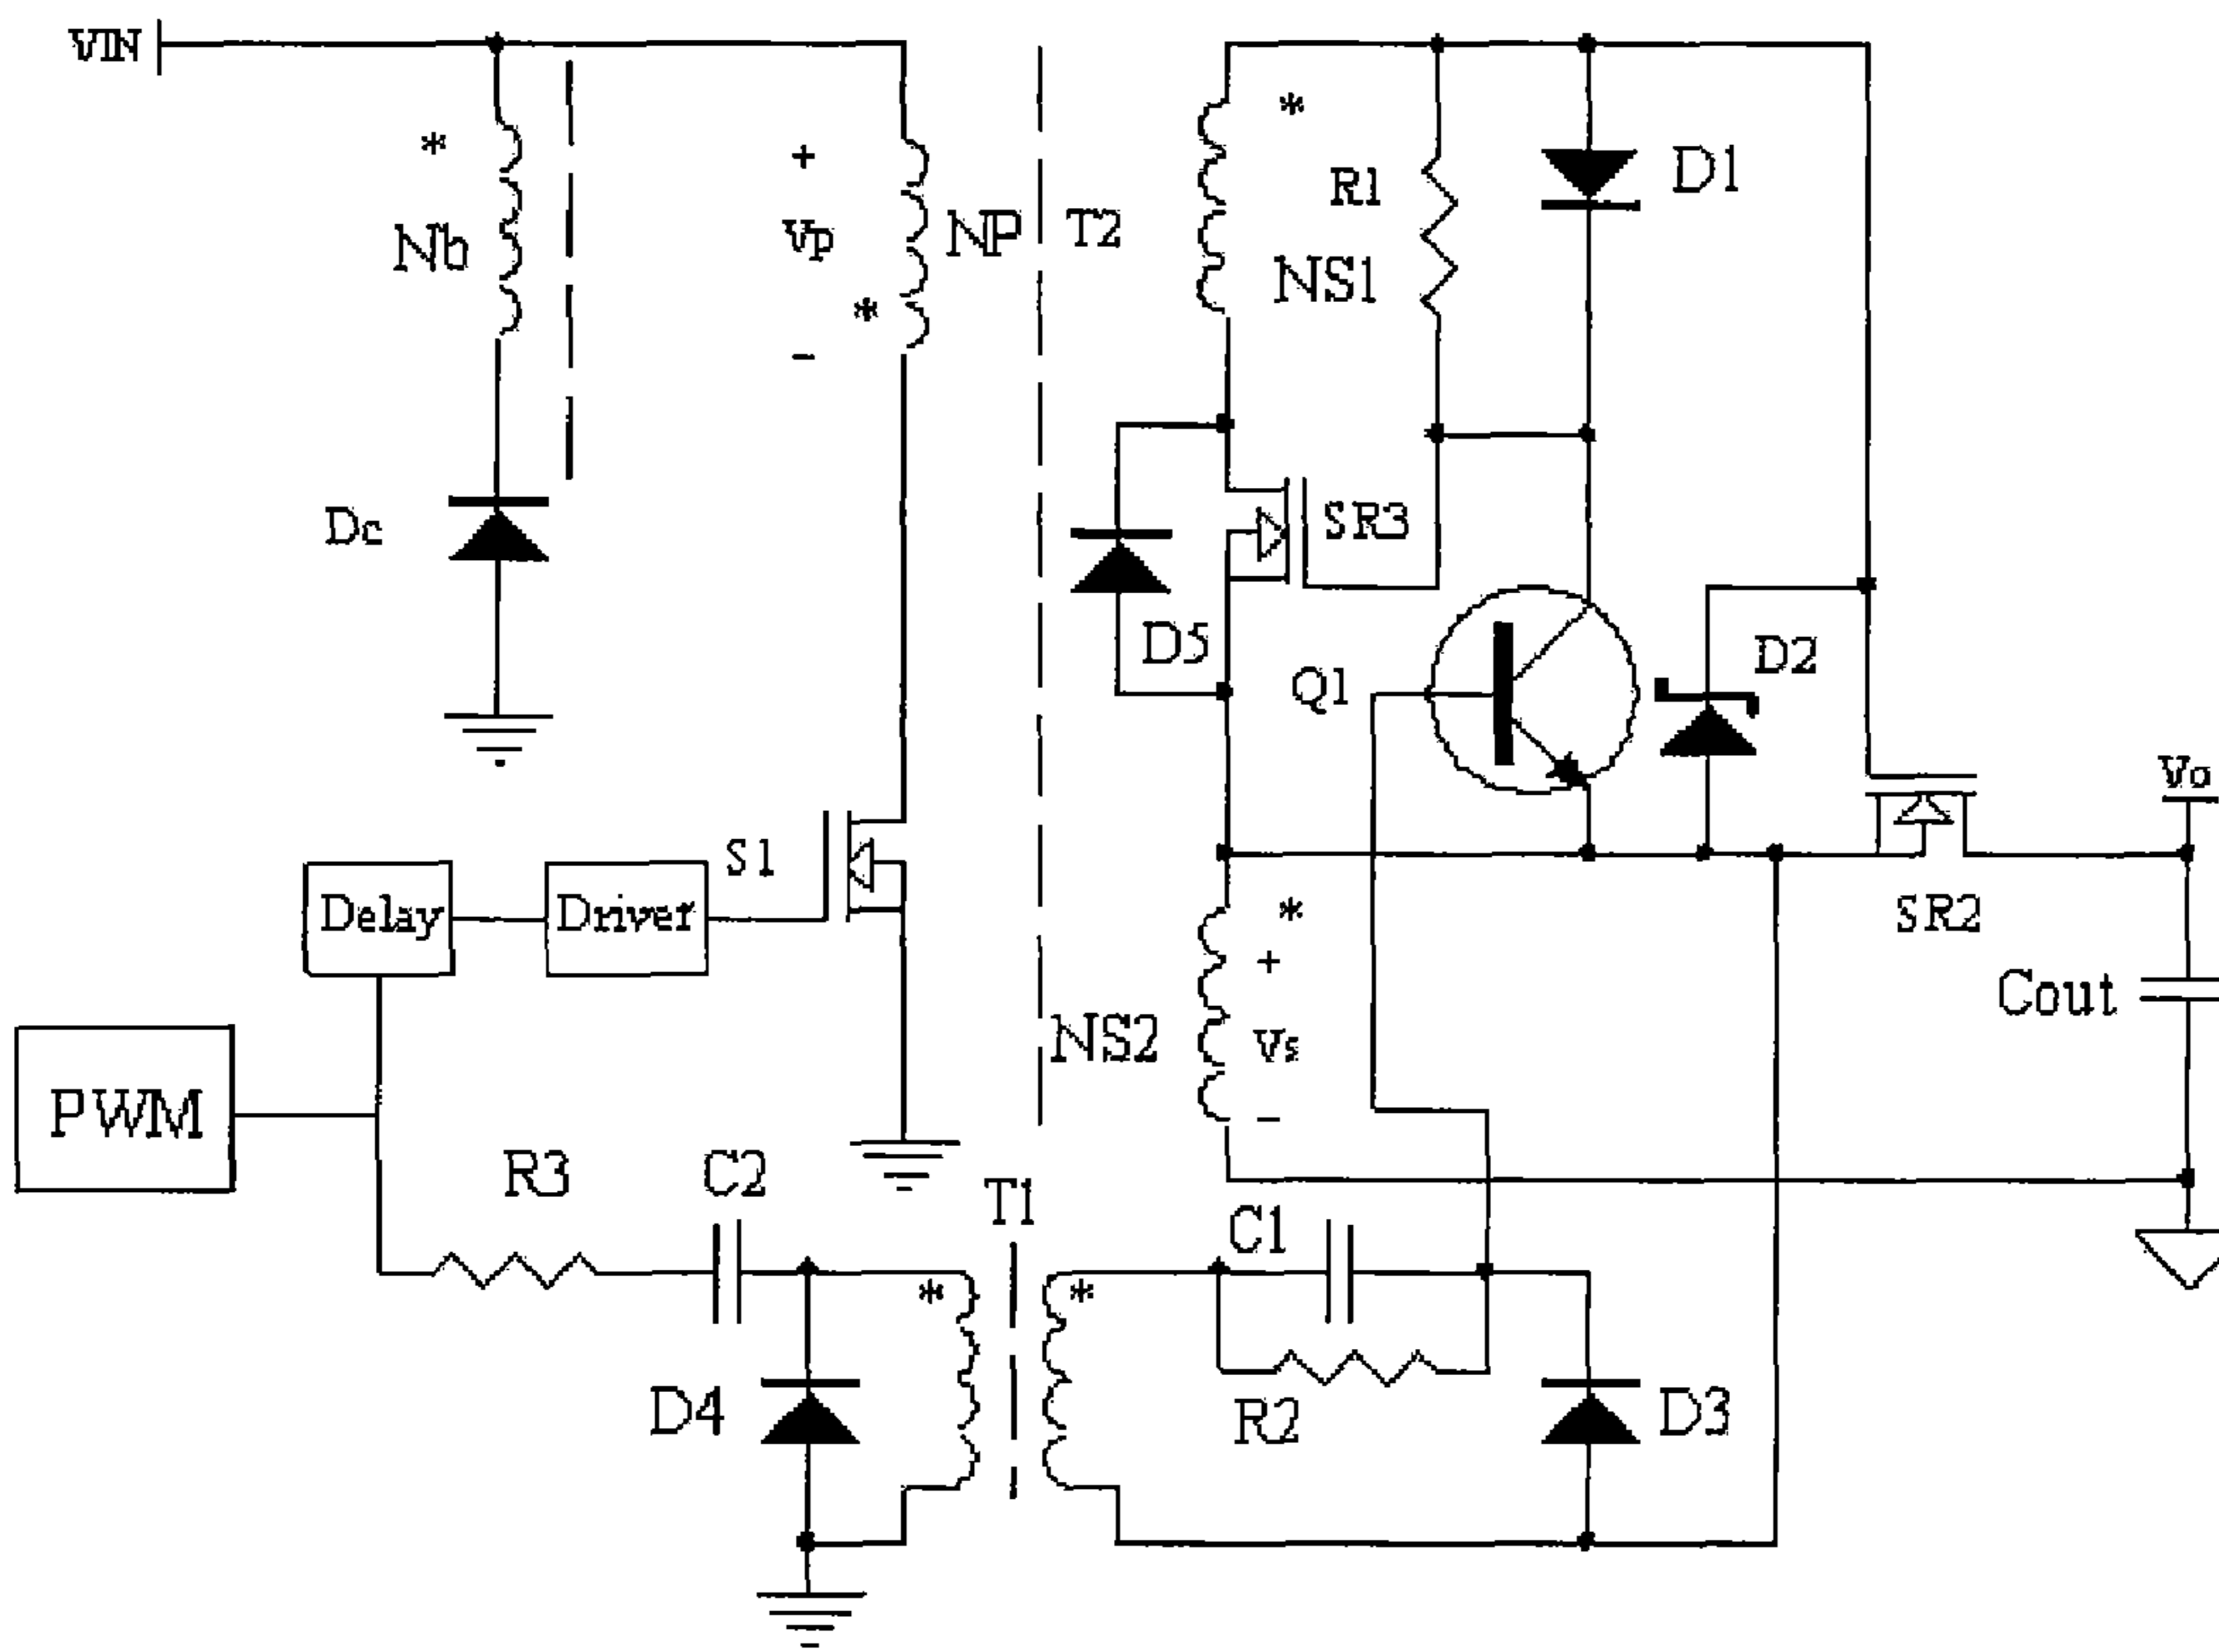 VIN
*
Nb
+
Vp
-
*
NP
T2
*
R1
NS1
D1
Dc
SR3
D5
Q1
D2
Vo
S1
Delay
Driver
SR2
*
+
Vs
-
NS2
Cout
PWM
R3
C2
T1
C1
*
*
D4
R2
D3